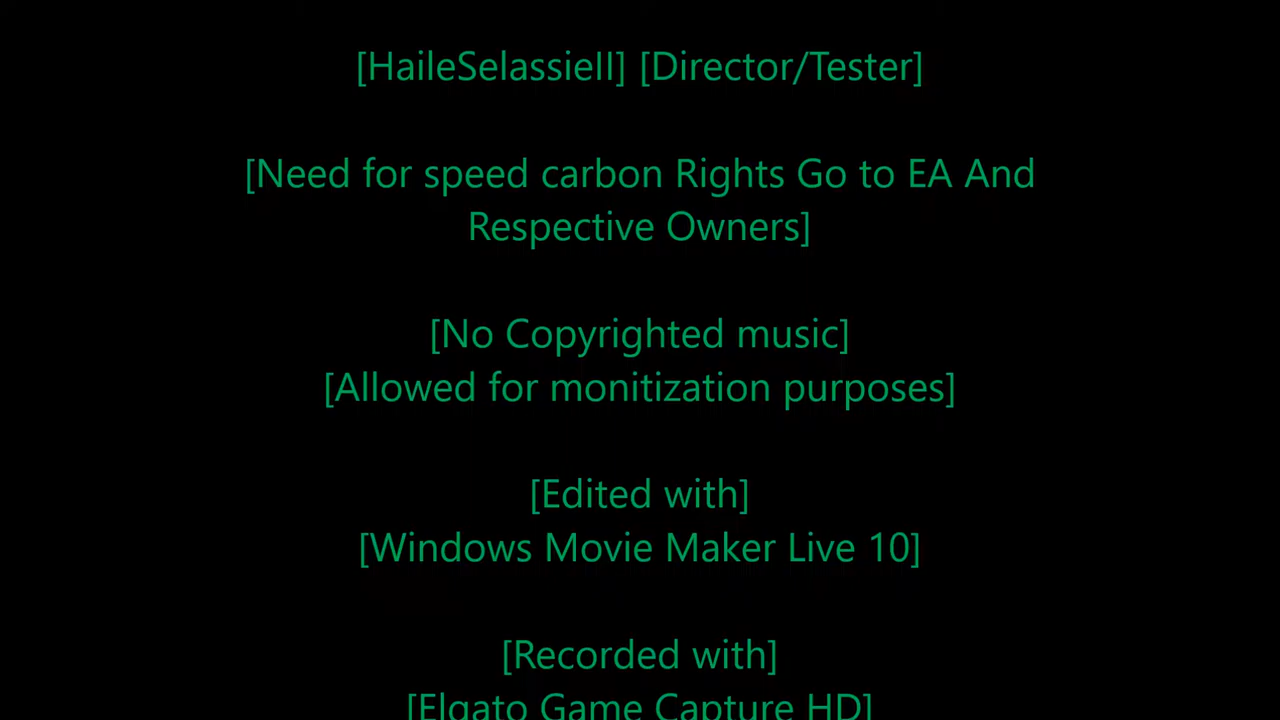 [HaileSelassieII] [Director/Tester]
[Need for speed carbon Rights Go to EA And
Respective Owners]
[No Copyrighted music]
[Allowed for monitization purposes]
[Edited with]
[Windows Movie Maker Live 10]
[Recorded with]
[Elgato Game Capture HD]